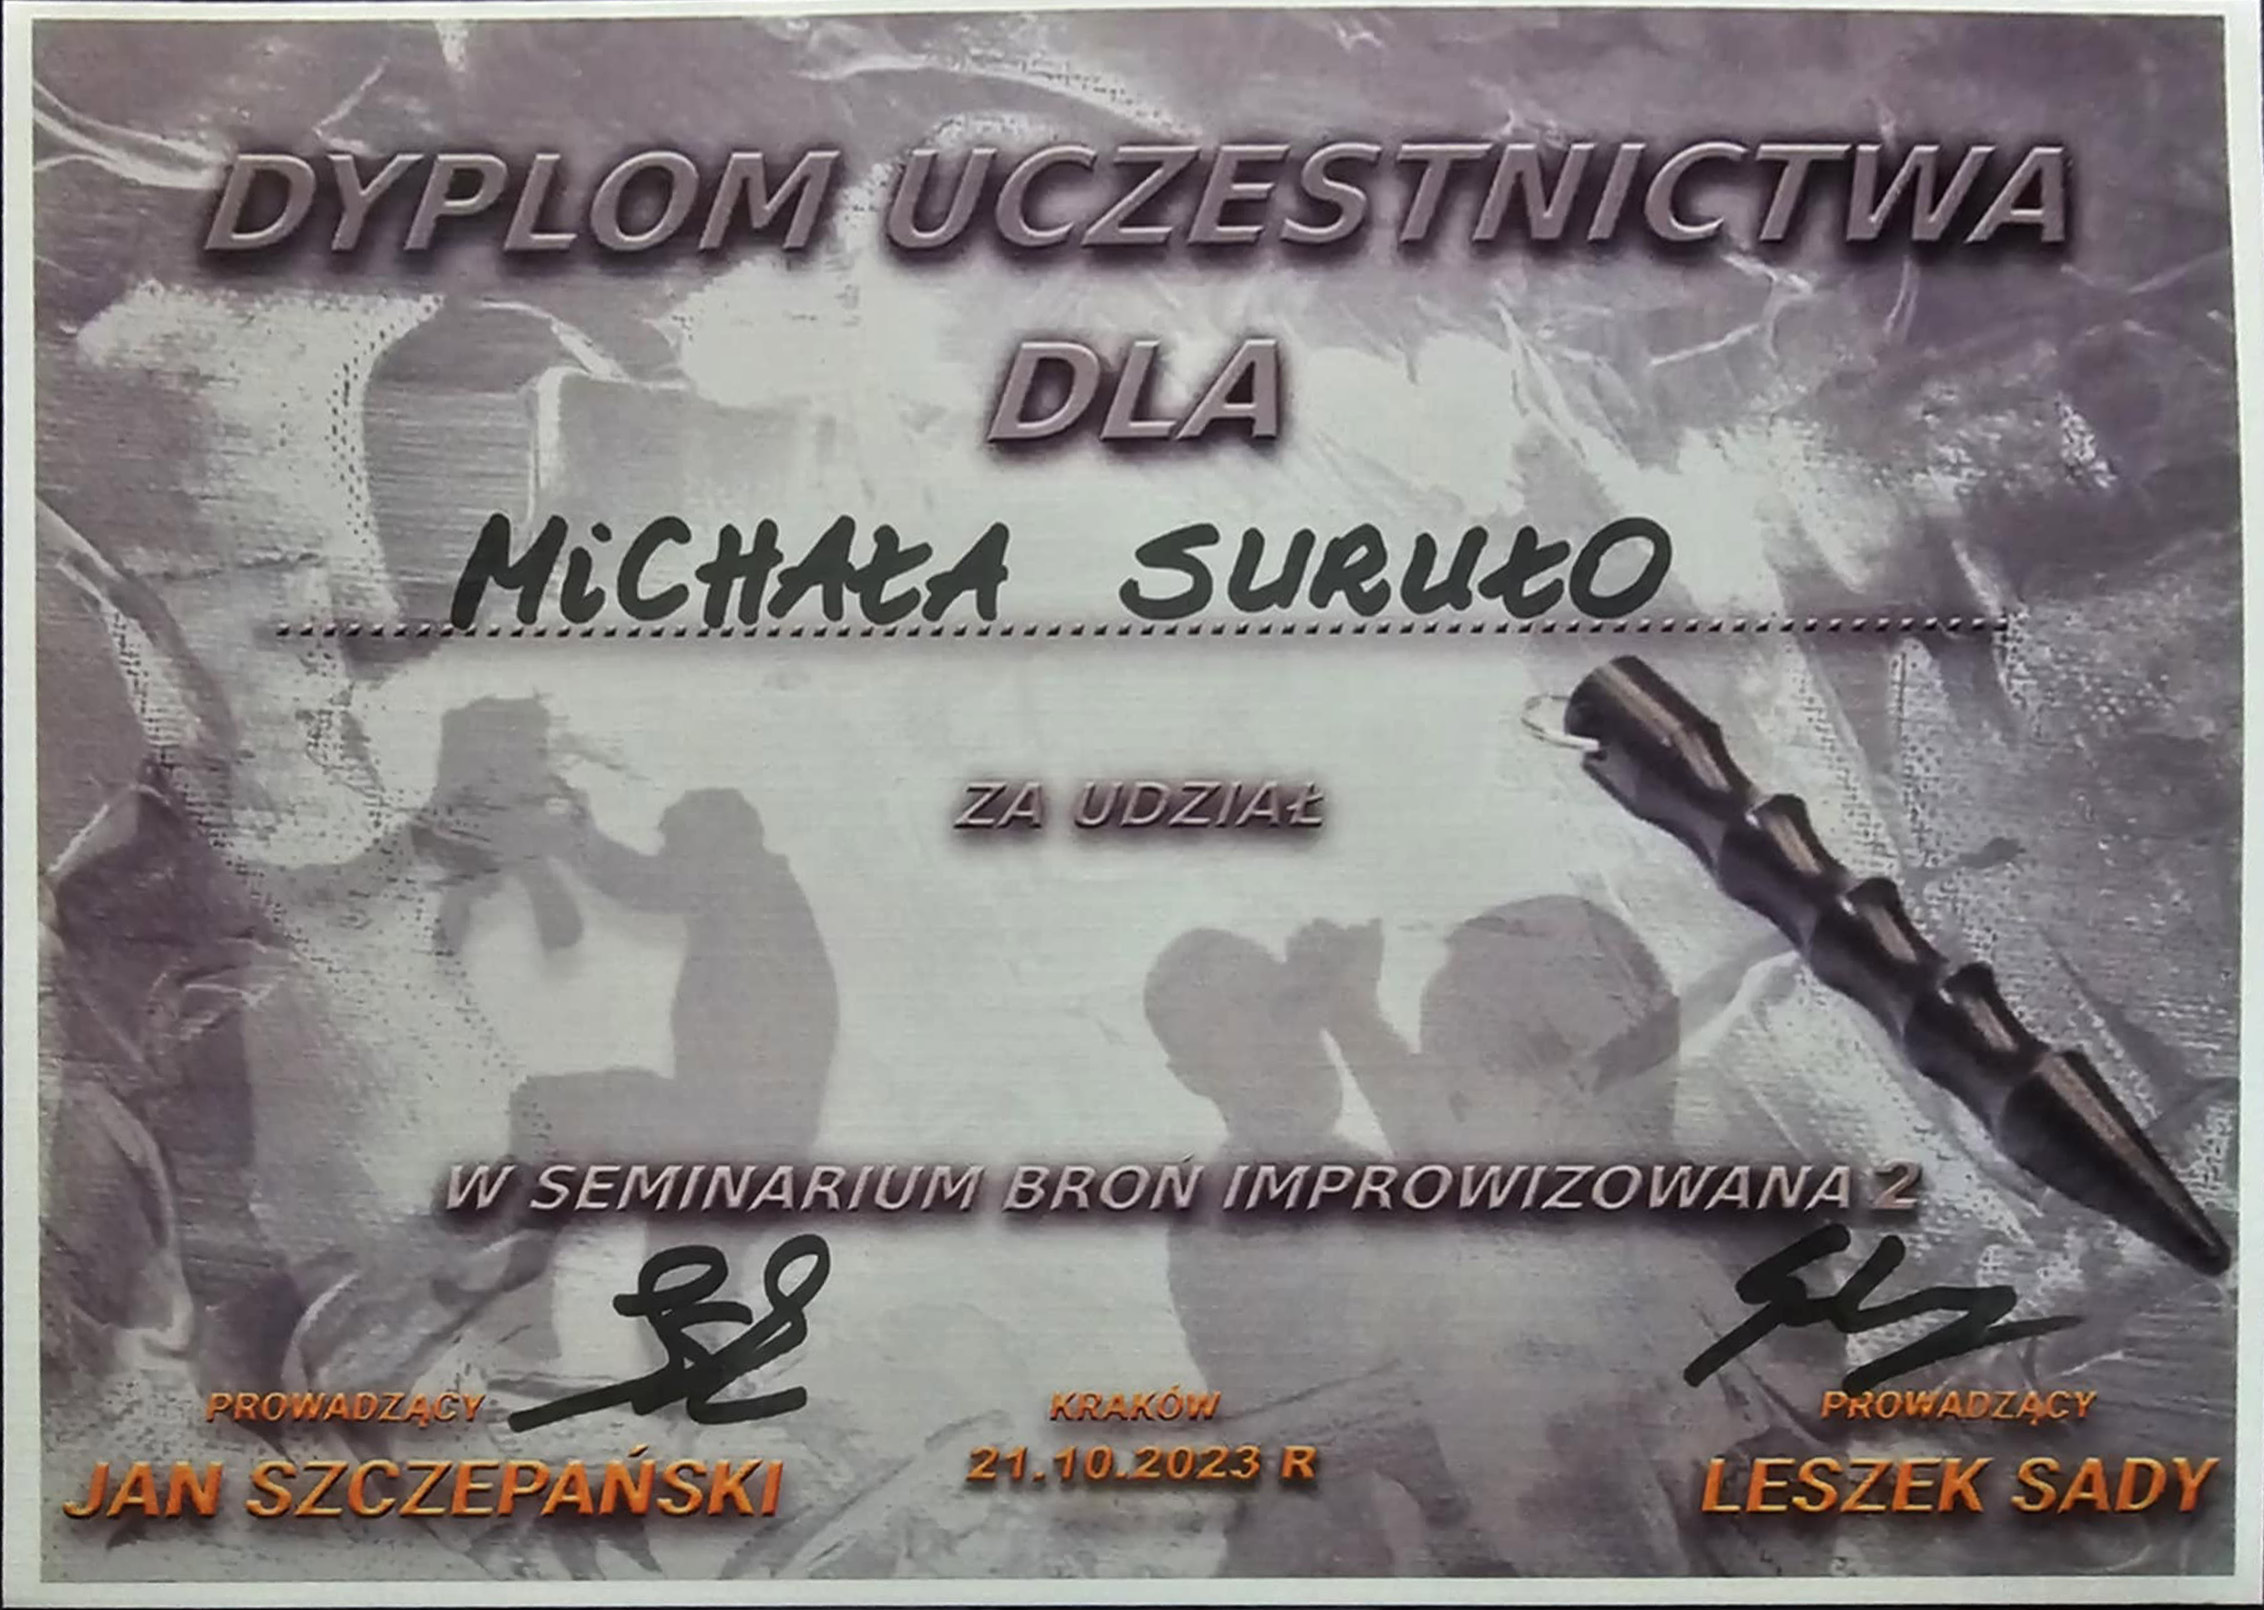 DYPLOM UCZESTNICTWA
DLA
MiCHAŁA SURUŁO
ZA UDZIAŁ
W SEMINARIUM BROŃ IMPROWIZOWANA 2
PROWADZĄCY
JAN SZCZEPAŃSKI
KRAKÓW
21.10.2023 R
PROWADZĄCY
LESZEK SADY